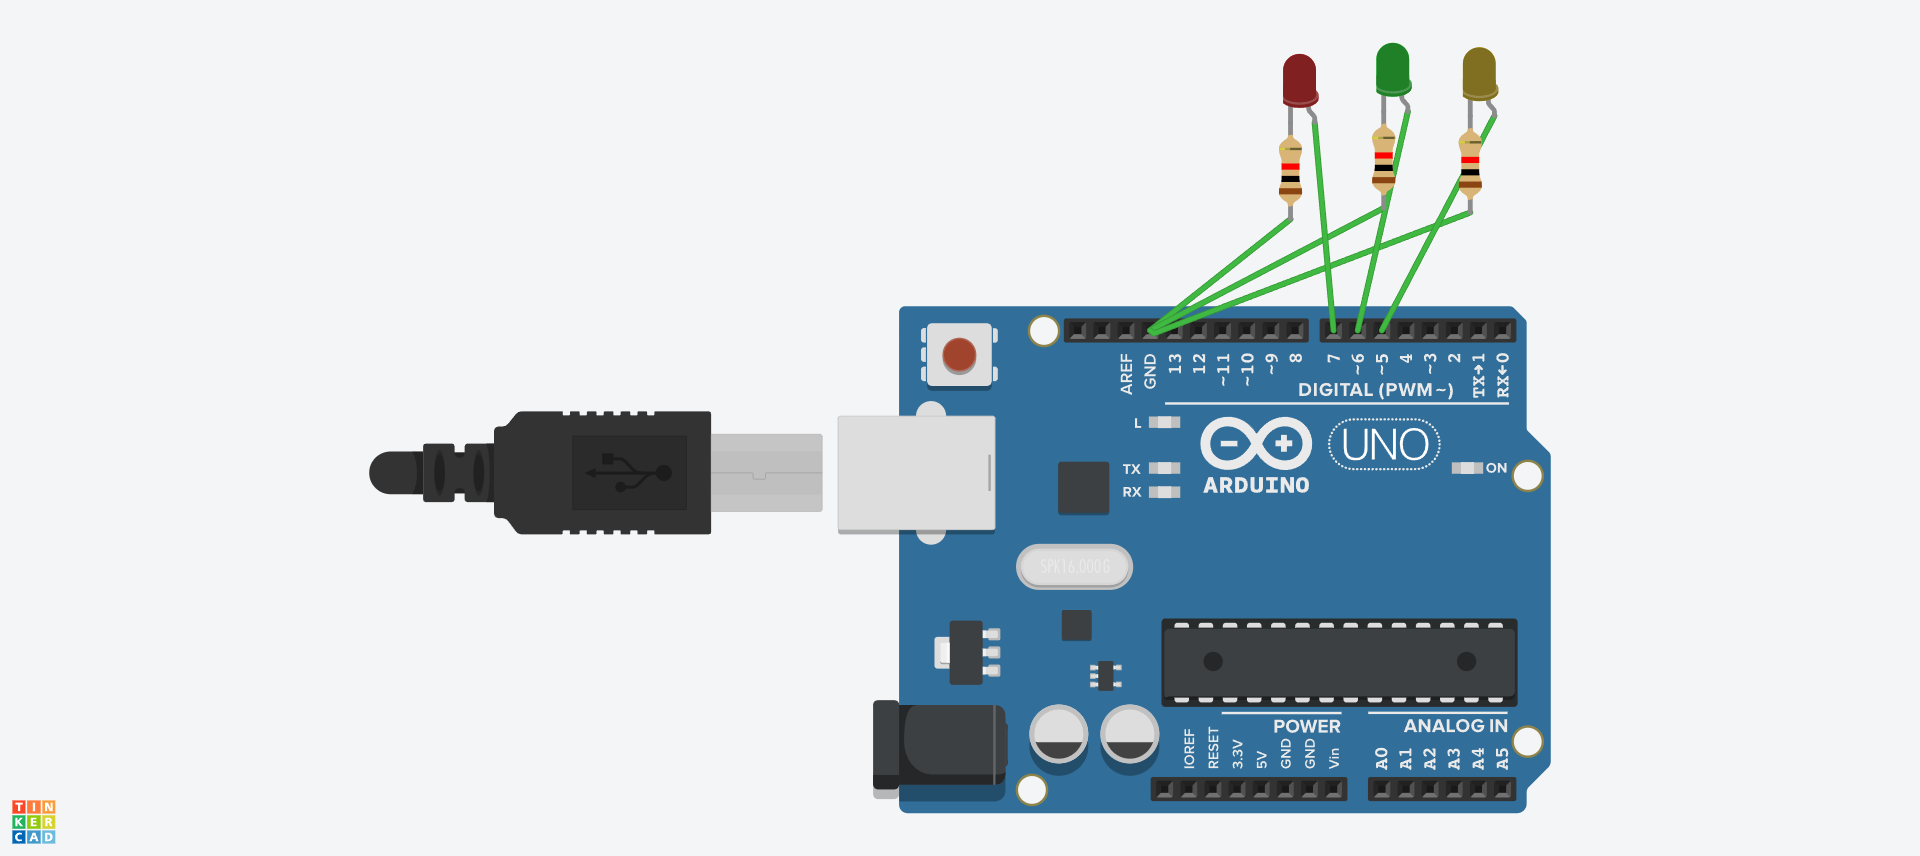 AREF
GND
13
12
~11
~10
~9
8
7
~6
~5
4
~3
2
TX→1
RX←0
DIGITAL (PWM~)
L
TX
RX
ARDUINO
UNO
ON
SPK16.000G
POWER
ANALOG IN
IOREF
RESET
3.3V
5V
GND
GND
Vin
A0
A1
A2
A3
A4
A5
TIN
KER
CAD